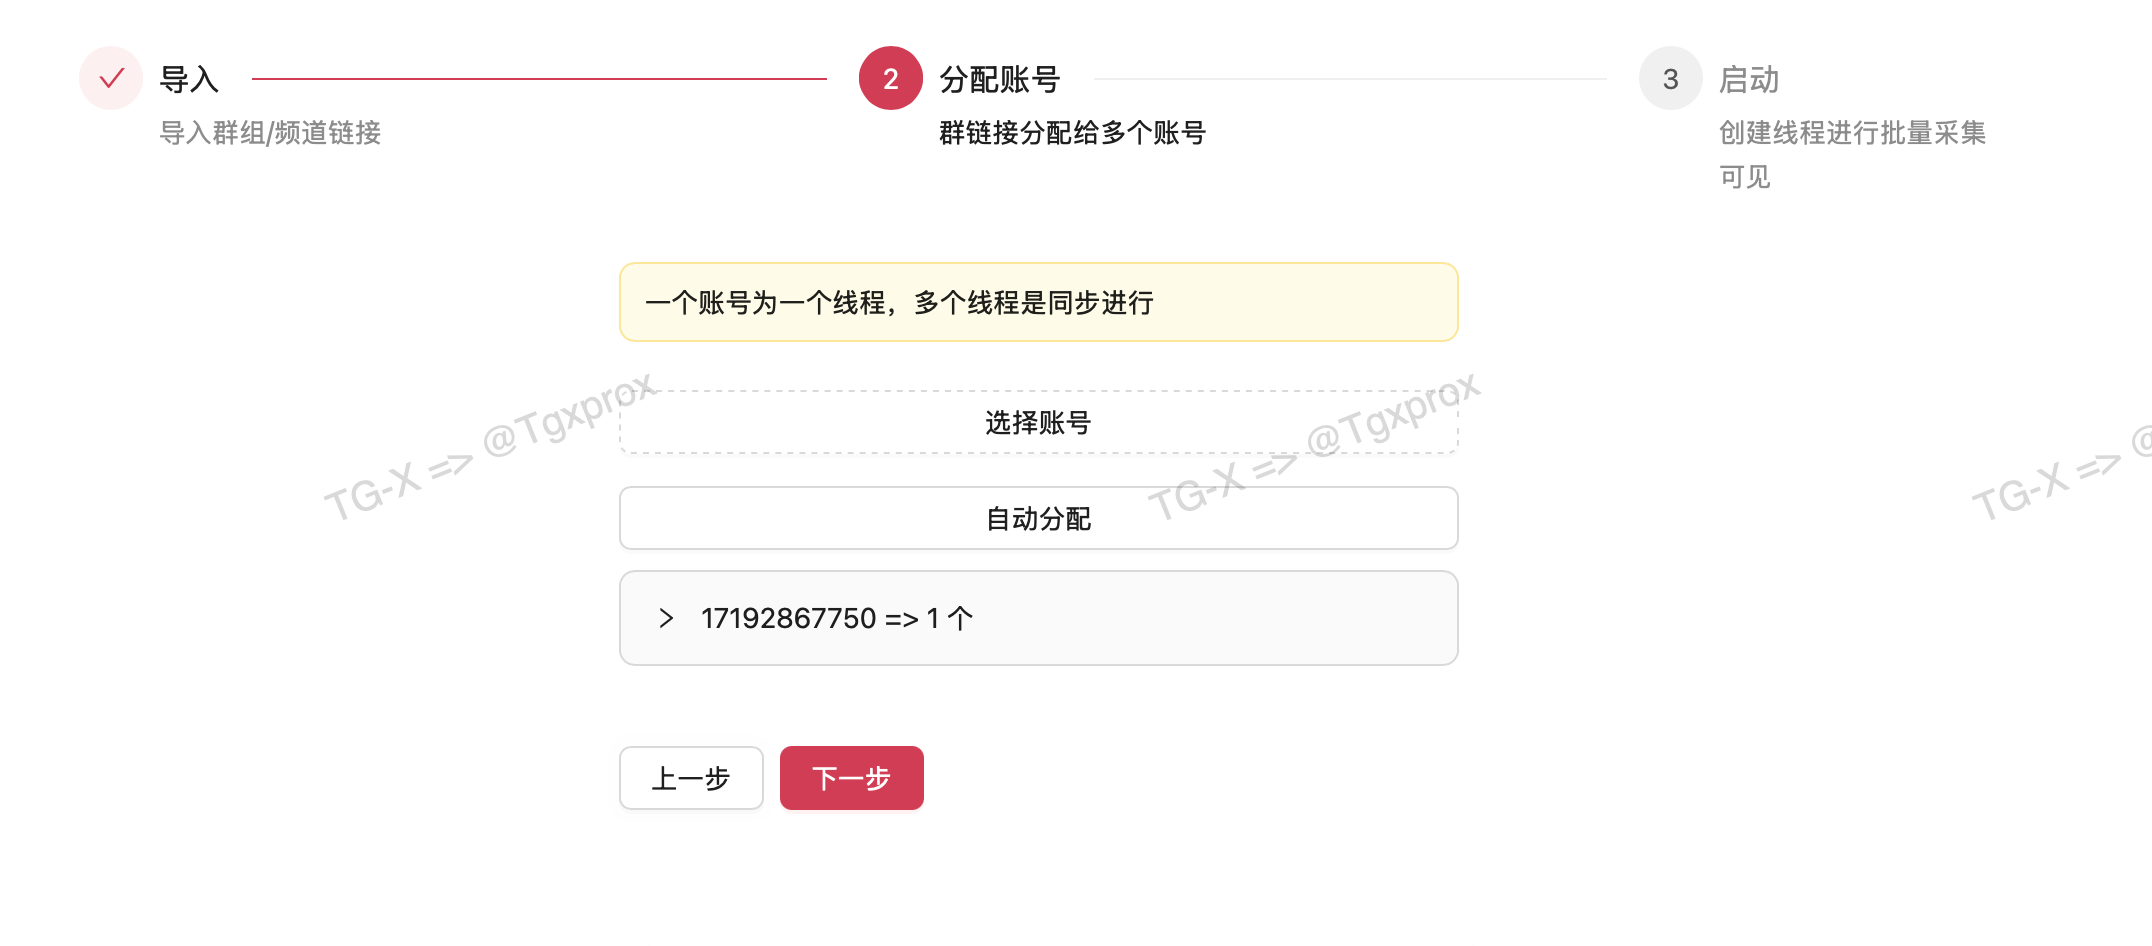 导入
导入群组/频道链接
2 分配账号
群链接分配给多个账号
3 启动
创建线程进行批量采集
可见
一个账号为一个线程，多个线程是同步进行
选择账号
自动分配
> 17192867750 => 1 个
上一步
下一步
TG-X => @Tgxprox
TG-X => @Tgxprox
TG-X => @